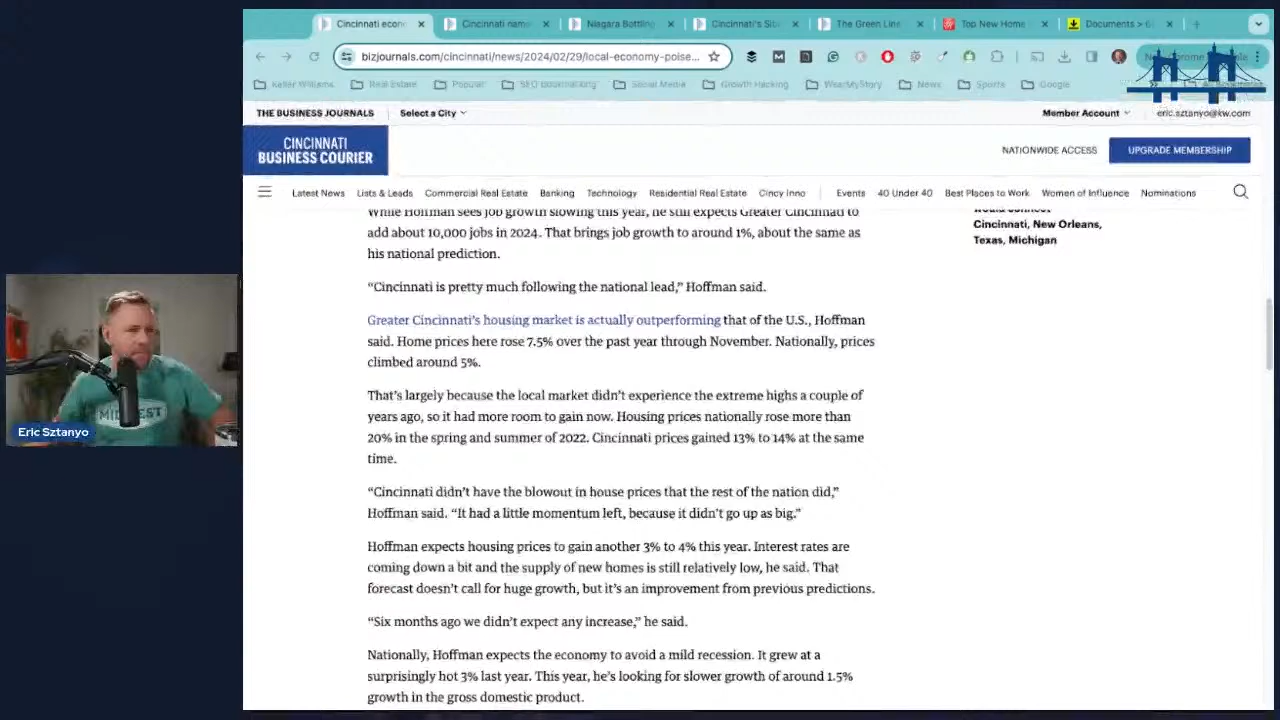 Cincinnati econ
Cincinnati name
Niagara Bottling
Cincinnati's Sit
The Green Line
Top New Home
Documents > 6
bizjournals.com/cincinnati/news/2024/02/29/local-economy-poise...
Keller Williams
Real Estate
Popular
SEO Bookmarking
Social Media
Growth Hacking
WearMyStory
News
Sports
Google
THE BUSINESS JOURNALS
Select a City
Member Account
eric.sztanyo@kw.com
CINCINNATI
BUSINESS COURIER
NATIONWIDE ACCESS
UPGRADE MEMBERSHIP
Latest News
Lists & Leads
Commercial Real Estate
Banking
Technology
Residential Real Estate
Cincy Inno
Events
40 Under 40
Best Places to Work
Women of Influence
Nominations
would connect
Cincinnati, New Orleans,
Texas, Michigan
While Hoffman sees job growth slowing this year, he still expects Greater Cincinnati to
add about 10,000 jobs in 2024. That brings job growth to around 1%, about the same as
his national prediction.
“Cincinnati is pretty much following the national lead,” Hoffman said.
Greater Cincinnati’s housing market is actually outperforming that of the U.S., Hoffman
said. Home prices here rose 7.5% over the past year through November. Nationally, prices
climbed around 5%.
That’s largely because the local market didn’t experience the extreme highs a couple of
years ago, so it had more room to gain now. Housing prices nationally rose more than
20% in the spring and summer of 2022. Cincinnati prices gained 13% to 14% at the same
time.
“Cincinnati didn’t have the blowout in house prices that the rest of the nation did,”
Hoffman said. “It had a little momentum left, because it didn’t go up as big.”
Hoffman expects housing prices to gain another 3% to 4% this year. Interest rates are
coming down a bit and the supply of new homes is still relatively low, he said. That
forecast doesn’t call for huge growth, but it’s an improvement from previous predictions.
“Six months ago we didn’t expect any increase,” he said.
Nationally, Hoffman expects the economy to avoid a mild recession. It grew at a
surprisingly hot 3% last year. This year, he’s looking for slower growth of around 1.5%
growth in the gross domestic product.
MIDWEST
Eric Sztanyo